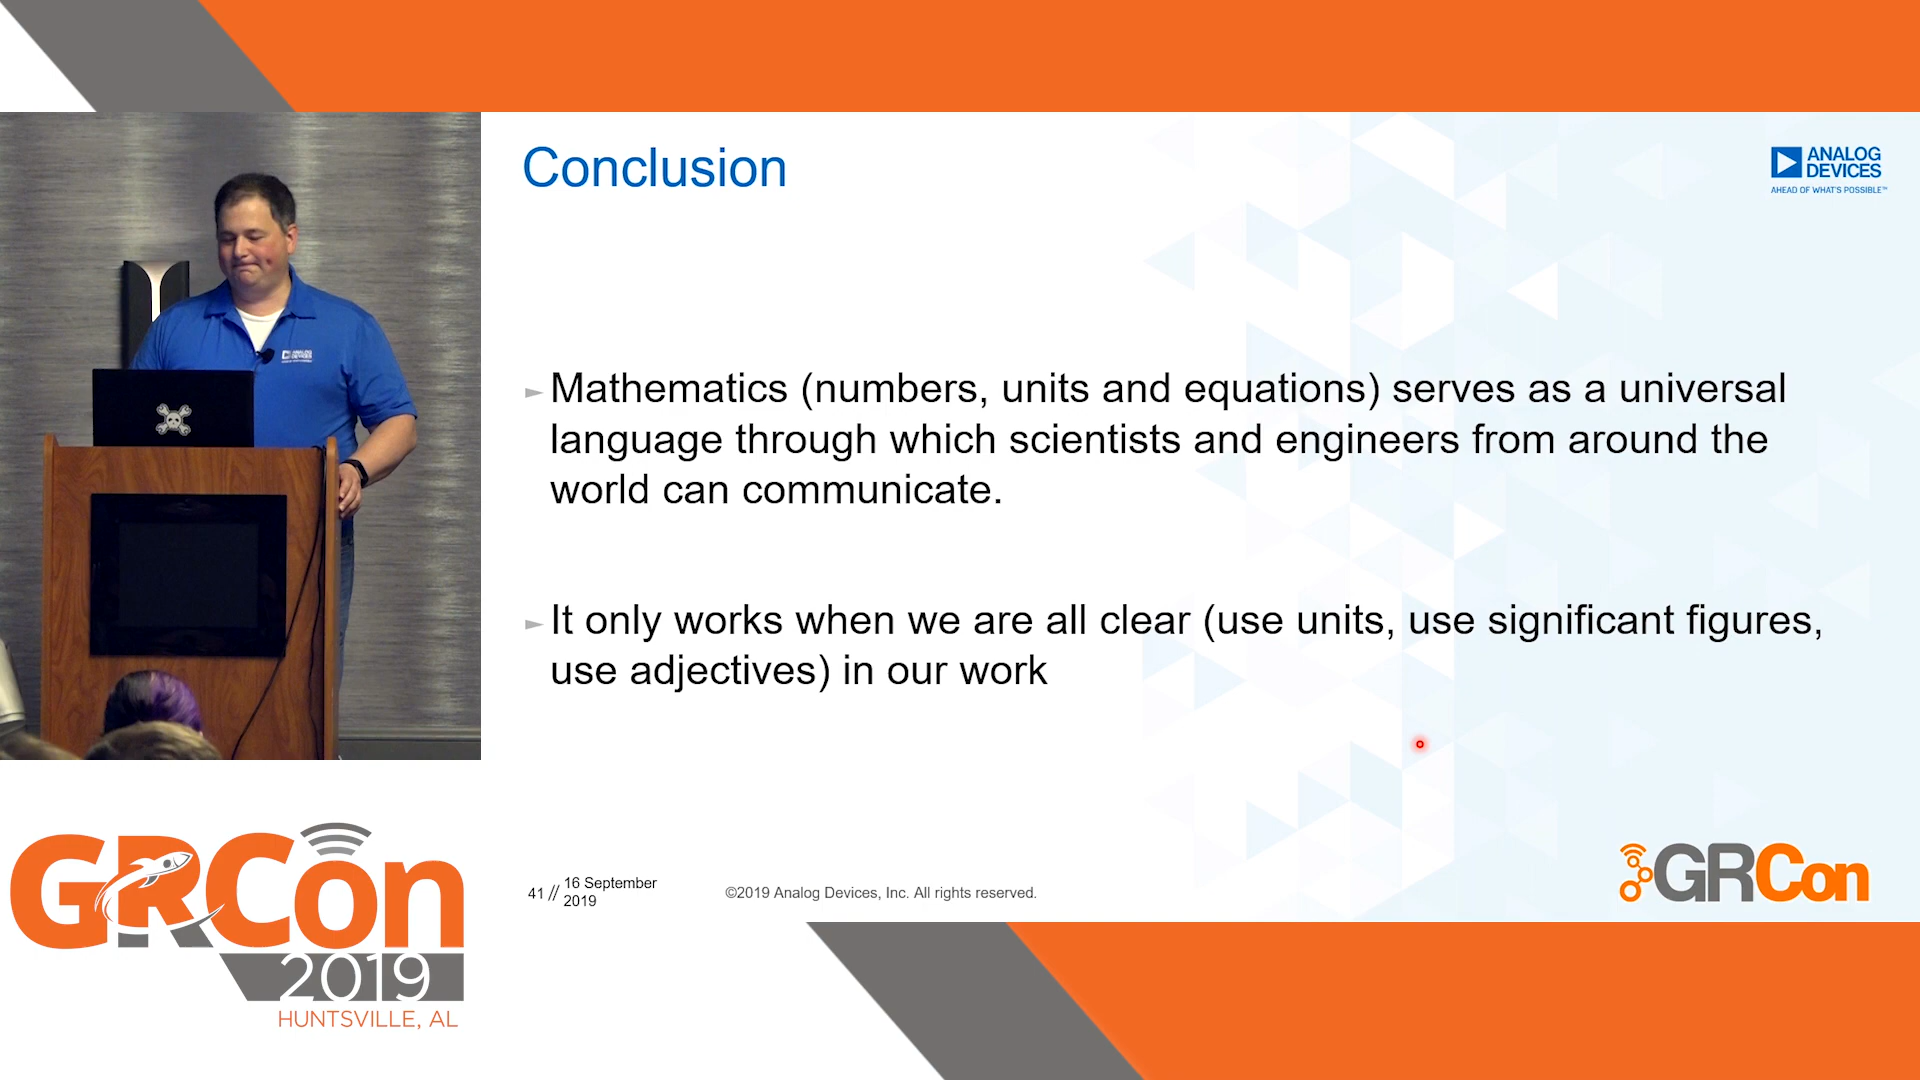 Conclusion
ANALOG
DEVICES
AHEAD OF WHAT'S POSSIBLE™
ANALOG
DEVICES
► Mathematics (numbers, units and equations) serves as a universal
language through which scientists and engineers from around the
world can communicate.
► It only works when we are all clear (use units, use significant figures,
use adjectives) in our work
41 // 16 September
2019
©2019 Analog Devices, Inc. All rights reserved.
GRCon
GRCon
2019
HUNTSVILLE, AL